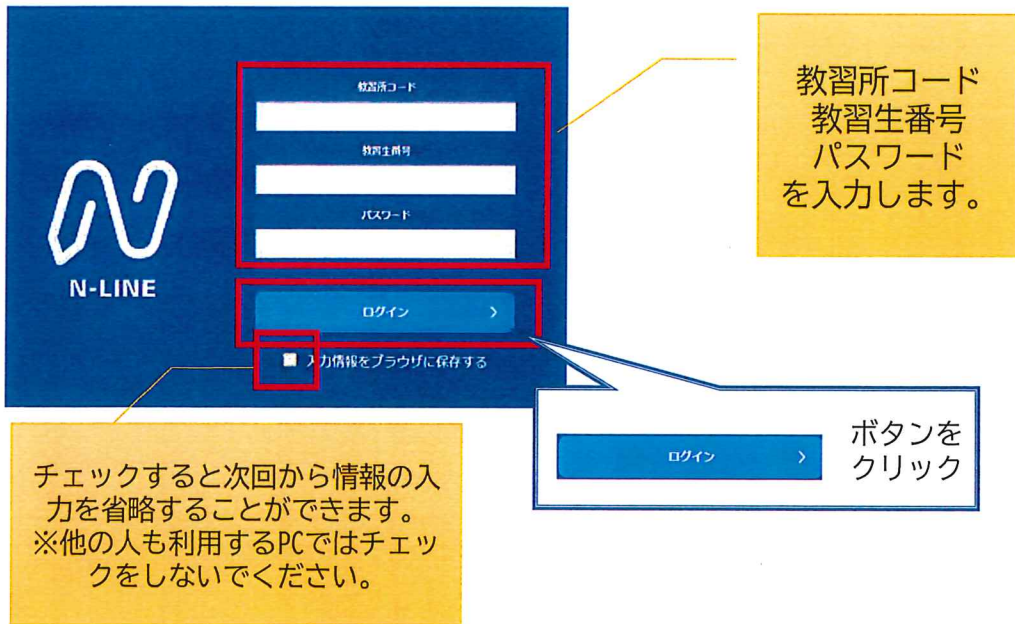 教習所コード
教習生番号
パスワード
N-LINE
ログイン >
入力情報をブラウザに保存する
教習所コード
教習生番号
パスワード
を入力します。
ログイン >
ボタンを
クリック
チェックすると次回から情報の入
力を省略することができます。
※他の人も利用するPCではチェッ
クをしないでください。